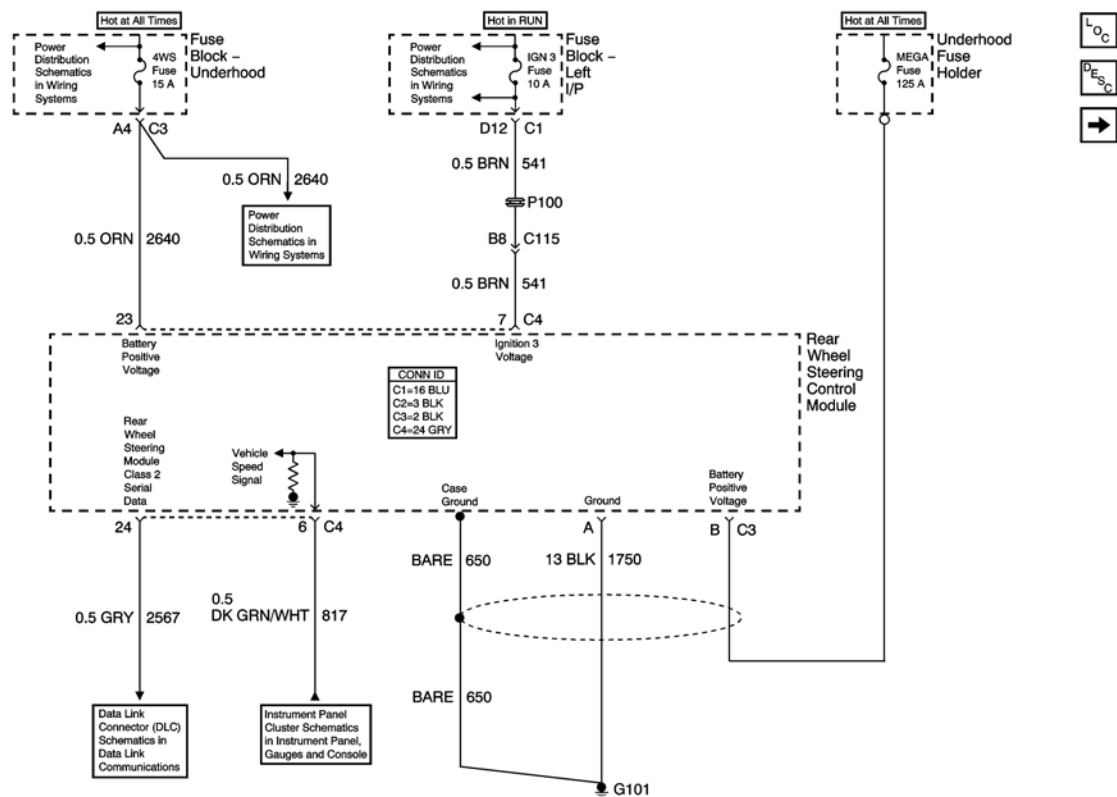 Hot at All Times
Hot in RUN
Hot at All Times
Power
Distribution
Schematics
in Wiring
Systems
4WS
Fuse
15 A
Fuse
Block –
Underhood
Power
Distribution
Schematics
in Wiring
Systems
IGN 3
Fuse
10 A
Fuse
Block –
Left
I/P
MEGA
Fuse
125 A
Underhood
Fuse
Holder
LOC
DESC
A4 C3
D12 C1
0.5 ORN 2640
Power
Distribution
Schematics in
Wiring Systems
0.5 BRN 541
P100
0.5 ORN 2640
B8 C115
0.5 BRN 541
23
7 C4
Battery
Positive
Voltage
Ignition 3
Voltage
Rear
Wheel
Steering
Control
Module
CONN ID
C1=16 BLU
C2=3 BLK
C3=2 BLK
C4=24 GRY
Rear
Wheel
Steering
Module
Class 2
Serial
Data
Vehicle
Speed
Signal
Case
Ground
Ground
Battery
Positive
Voltage
24
6 C4
A
B C3
BARE 650
13 BLK 1750
0.5 GRY 2567
0.5
DK GRN/WHT 817
BARE 650
Data Link
Connector (DLC)
Schematics in
Data Link
Communications
Instrument Panel
Cluster Schematics
in Instrument Panel,
Gauges and Console
G101